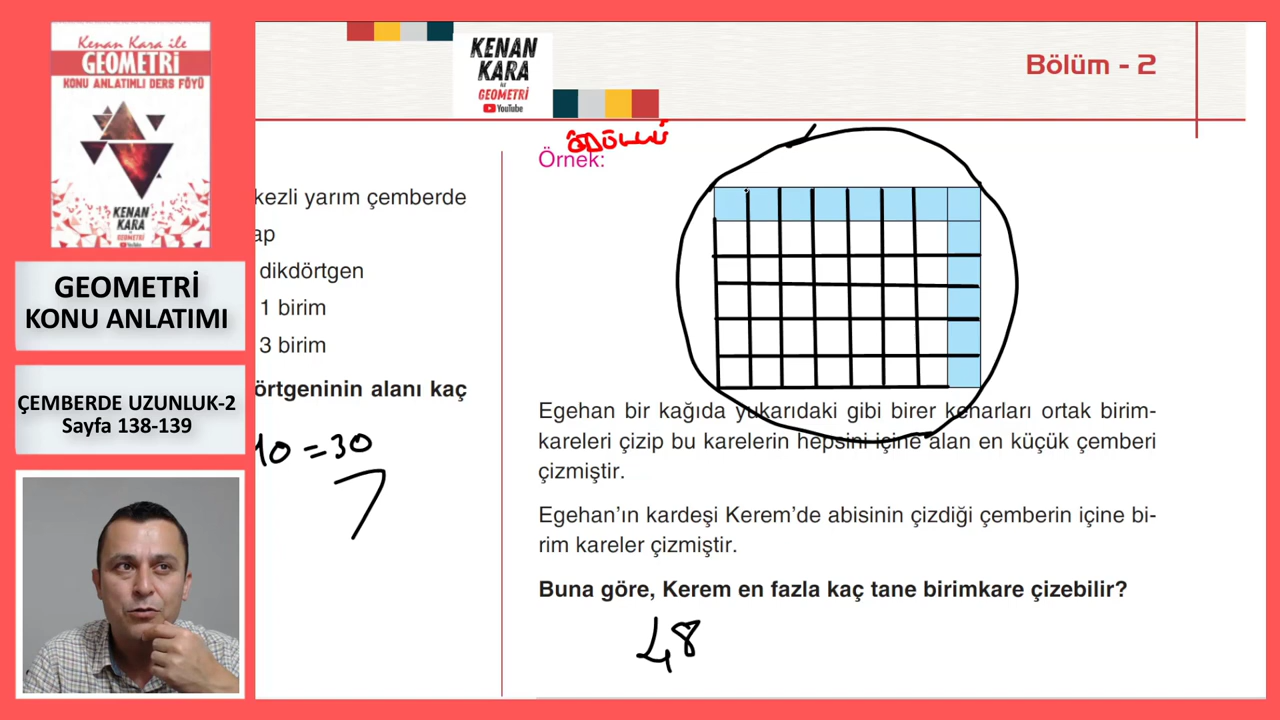 Kenan Kara ile
GEOMETRİ
KONU ANLATIMLI DERS FÖYÜ
KENAN
KARA
GEOMETRİ
KONU ANLATIMI
ÇEMBERDE UZUNLUK-2
Sayfa 138-139
KENAN
KARA
ile
GEOMETRİ
YouTube
Bölüm - 2
kezli yarım çemberde
ap
dikdörtgen
1 birim
3 birim
örtgeninin alanı kaç
10 = 30
ÖDÜLLÜ
Örnek:
Egehan bir kağıda yukarıdaki gibi birer kenarları ortak birim-
kareleri çizip bu karelerin hepsini içine alan en küçük çemberi
çizmiştir.
Egehan'ın kardeşi Kerem'de abisinin çizdiği çemberin içine bi-
rim kareler çizmiştir.
Buna göre, Kerem en fazla kaç tane birimkare çizebilir?
48